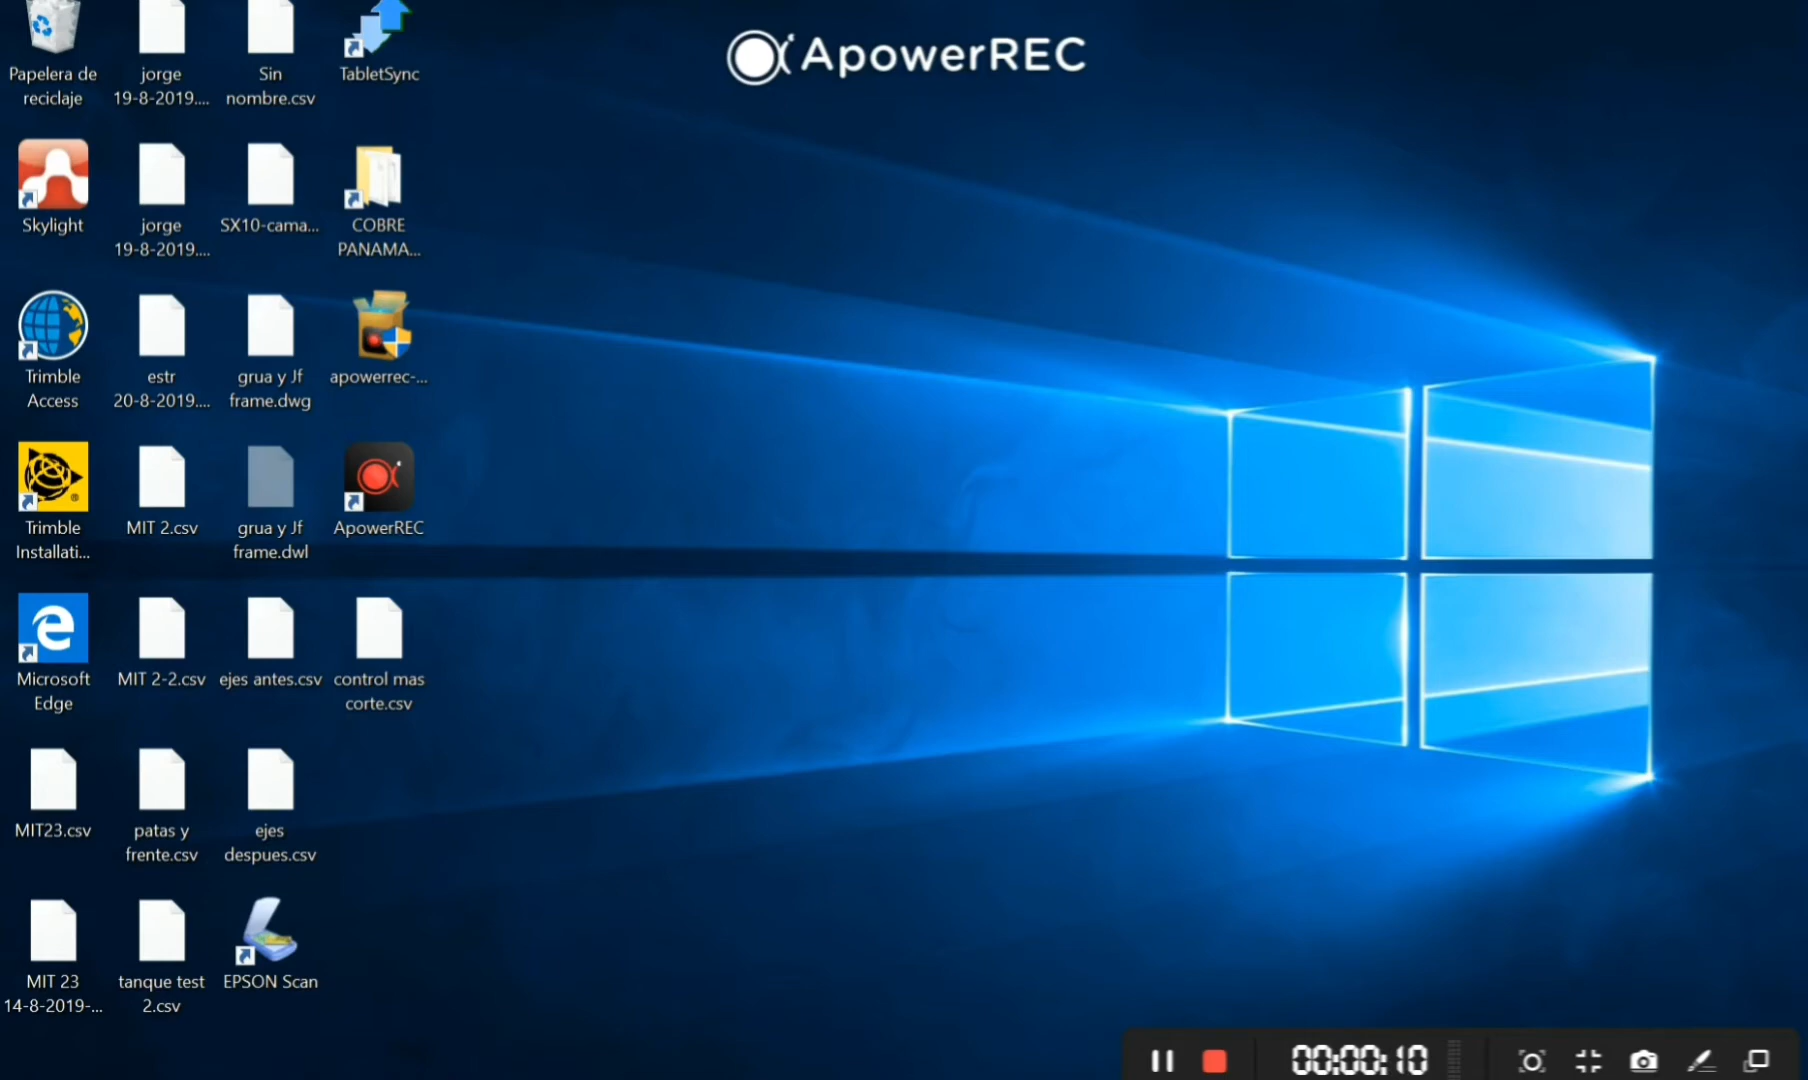 ApowerREC
Papelera de
reciclaje
jorge
19-8-2019....
Sin
nombre.csv
TabletSync
Skylight
jorge
19-8-2019....
SX10-cama...
COBRE
PANAMA...
Trimble
Access
estr
20-8-2019....
grua y Jf
frame.dwg
apowerrec-...
Trimble
Installati...
MIT 2.csv
grua y Jf
frame.dwl
ApowerREC
Microsoft
Edge
MIT 2-2.csv
ejes antes.csv
control mas
corte.csv
MIT23.csv
patas y
frente.csv
ejes
despues.csv
MIT 23
14-8-2019-...
tanque test
2.csv
EPSON Scan
00:00:10